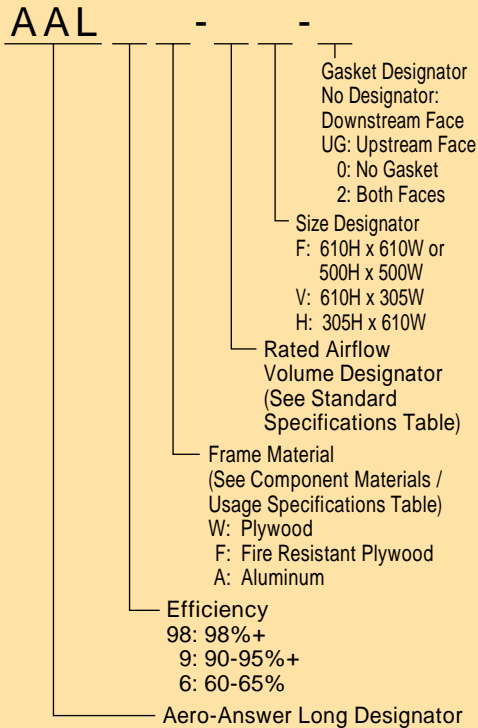 AAL - -
Gasket Designator
No Designator:
Downstream Face
UG: Upstream Face
0: No Gasket
2: Both Faces
Size Designator
F: 610H x 610W or
500H x 500W
V: 610H x 305W
H: 305H x 610W
Rated Airflow
Volume Designator
(See Standard
Specifications Table)
Frame Material
(See Component Materials /
Usage Specifications Table)
W: Plywood
F: Fire Resistant Plywood
A: Aluminum
Efficiency
98: 98%+
9: 90-95%+
6: 60-65%
Aero-Answer Long Designator